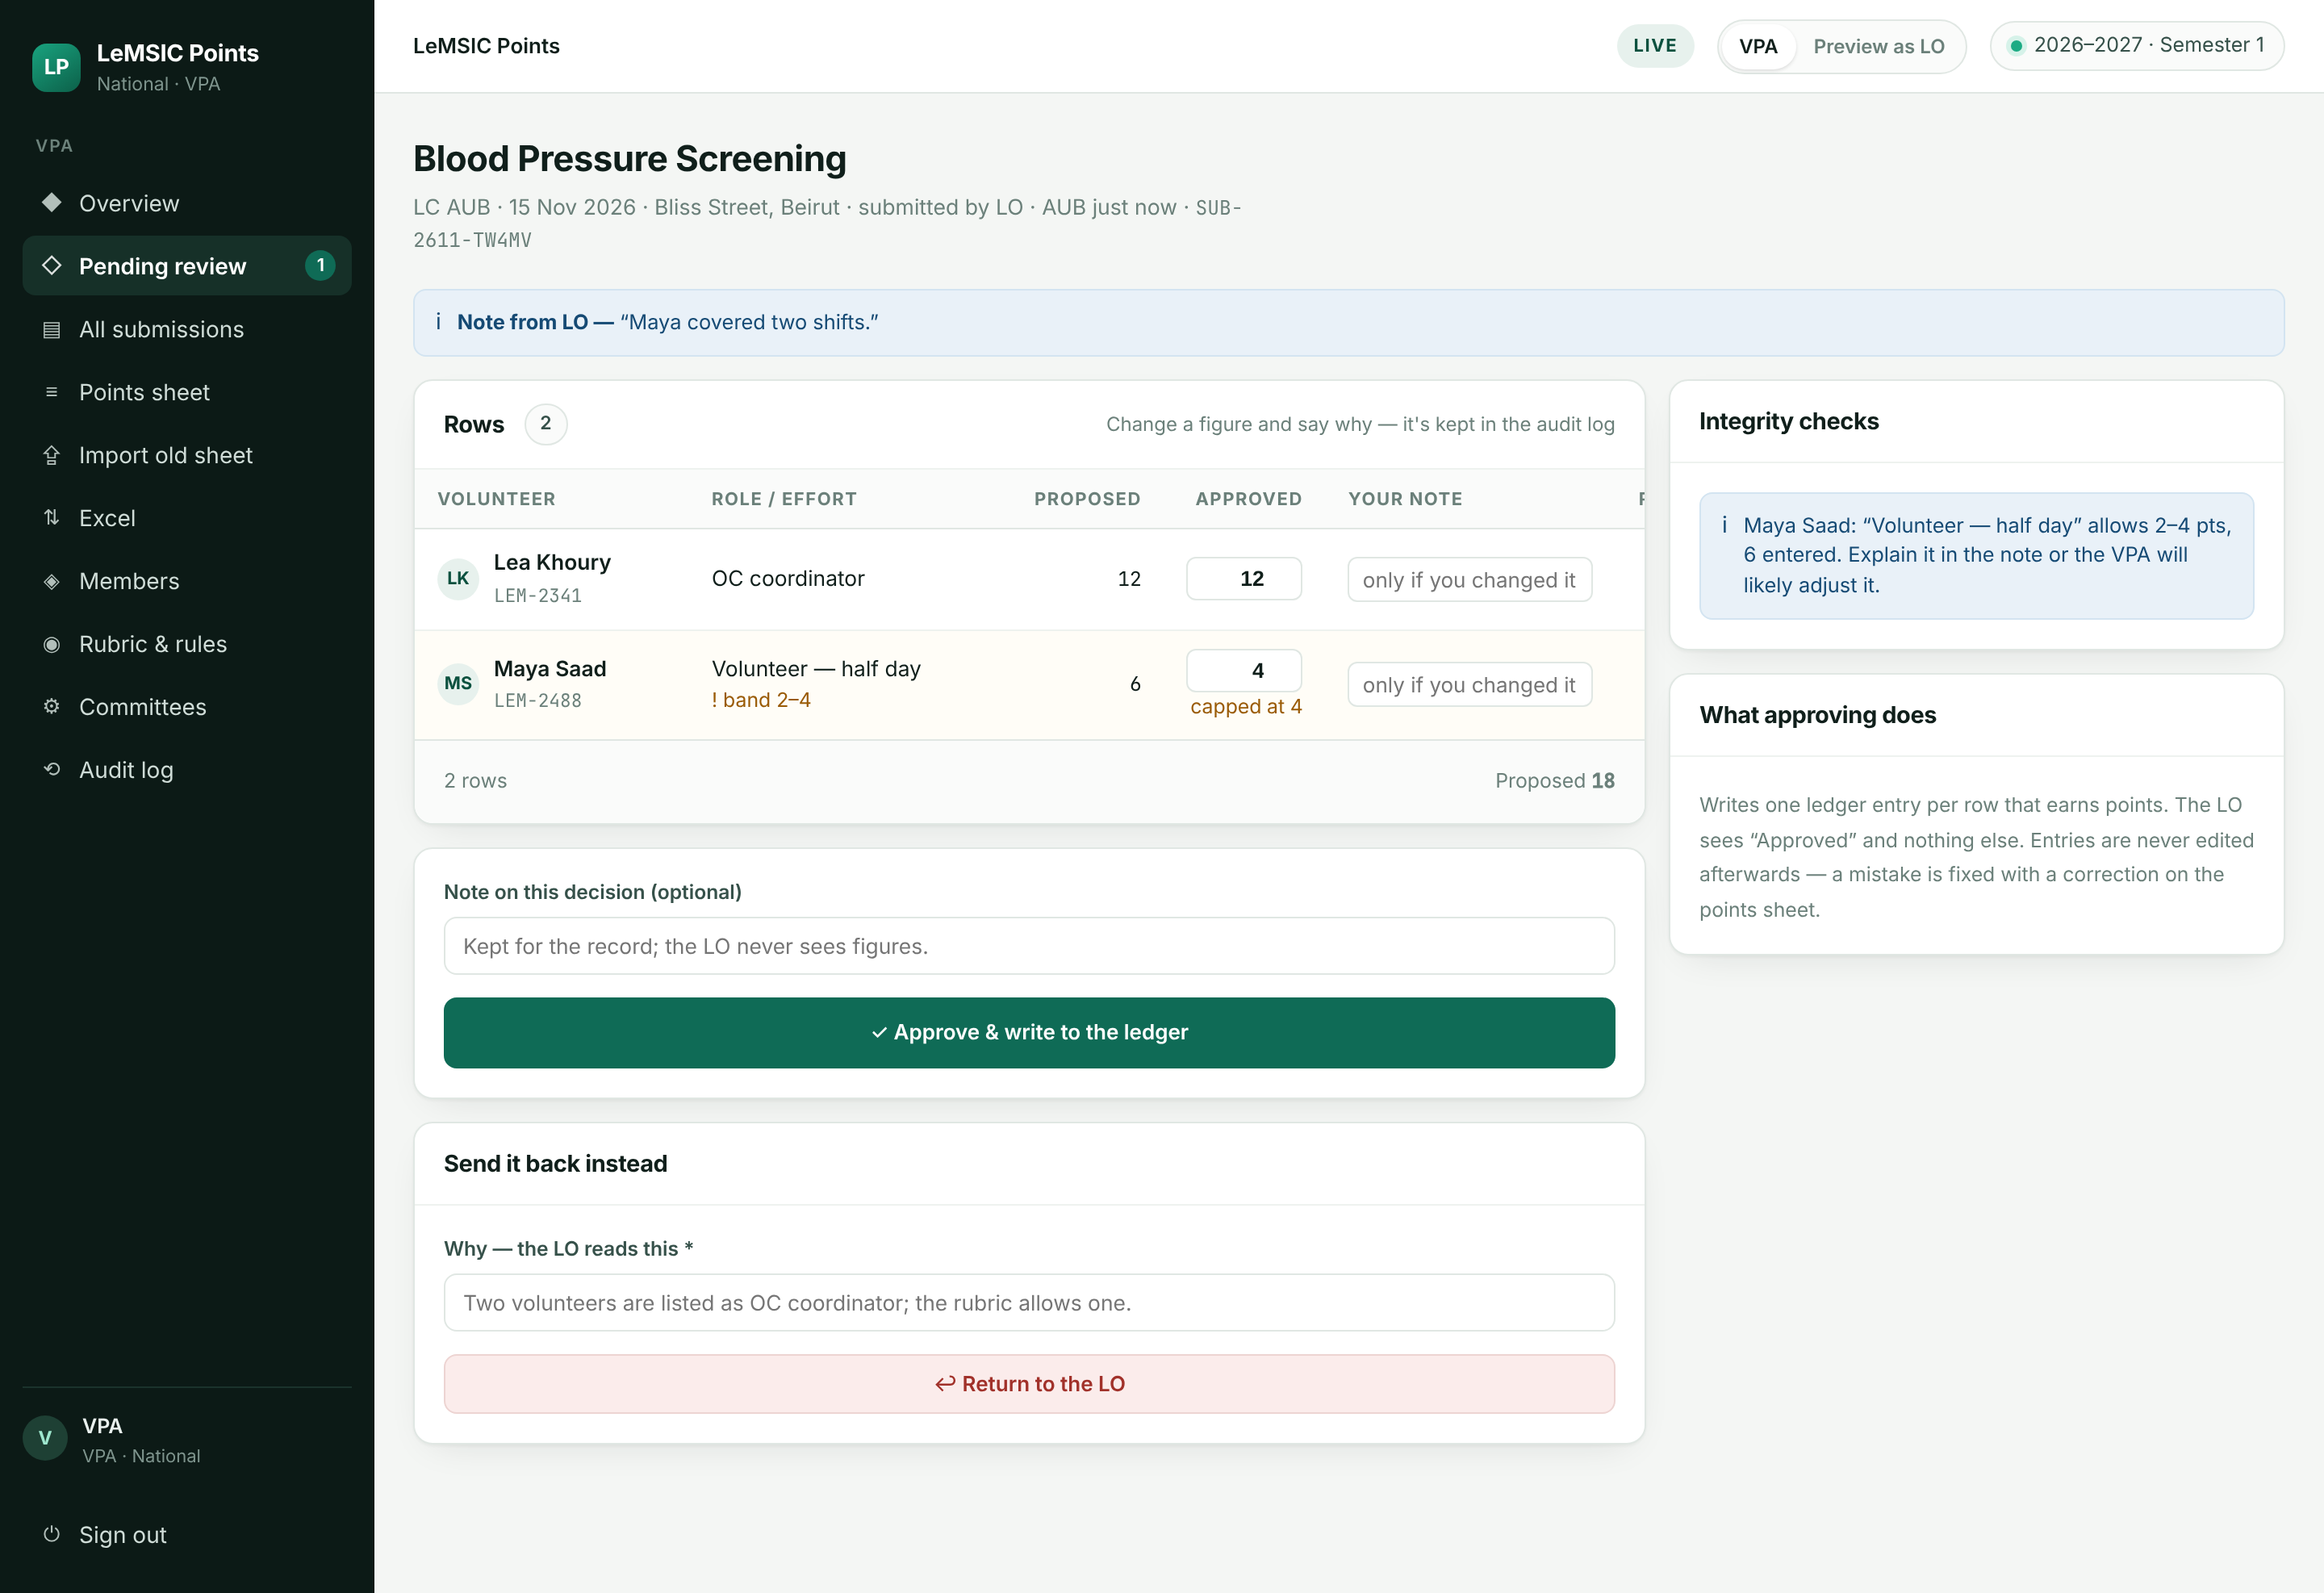 LP
LeMSIC Points
National · VPA
VPA
Overview
Pending review
1
All submissions
Points sheet
Import old sheet
Excel
Members
Rubric & rules
Committees
Audit log
V
VPA
VPA · National
Sign out
LeMSIC Points
LIVE
VPA
Preview as LO
2026–2027 · Semester 1
Blood Pressure Screening
LC AUB · 15 Nov 2026 · Bliss Street, Beirut · submitted by LO · AUB just now · SUB-
2611-TW4MV
i Note from LO — “Maya covered two shifts.”
Rows 2
Change a figure and say why — it's kept in the audit log
VOLUNTEER ROLE / EFFORT PROPOSED APPROVED YOUR NOTE
LK Lea Khoury
LEM-2341
OC coordinator
12
12
only if you changed it
MS Maya Saad
LEM-2488
Volunteer — half day
! band 2–4
6
4
capped at 4
only if you changed it
2 rows
Proposed 18
Note on this decision (optional)
Kept for the record; the LO never sees figures.
✓ Approve & write to the ledger
Send it back instead
Why — the LO reads this *
Two volunteers are listed as OC coordinator; the rubric allows one.
↩ Return to the LO
Integrity checks
i Maya Saad: “Volunteer — half day” allows 2–4 pts,
6 entered. Explain it in the note or the VPA will
likely adjust it.
What approving does
Writes one ledger entry per row that earns points. The LO
sees “Approved” and nothing else. Entries are never edited
afterwards — a mistake is fixed with a correction on the
points sheet.